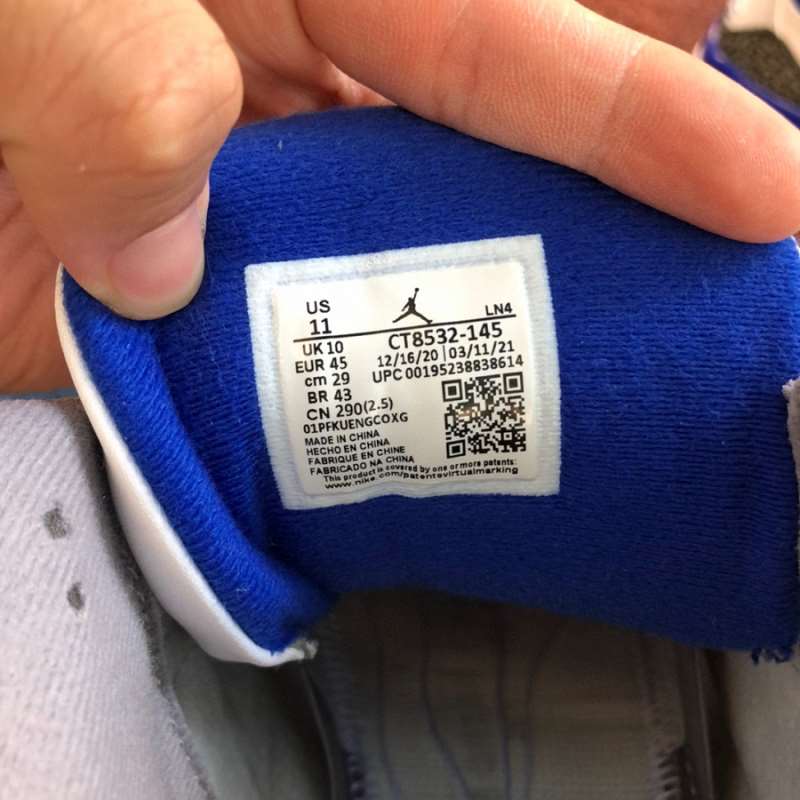 US
11
LN4
UK 10
CT8532-145
EUR 45
12/16/20 | 03/11/21
cm 29
UPC 00195238838614
BR 43
CN 290(2.5)
01PFKUENGCOXG
MADE IN CHINA
HECHO EN CHINA
FABRIQUE EN CHINE
FABRICADO NA CHINA
This product is covered by one or more patents:
www.nike.com/patentsvirtualmarking